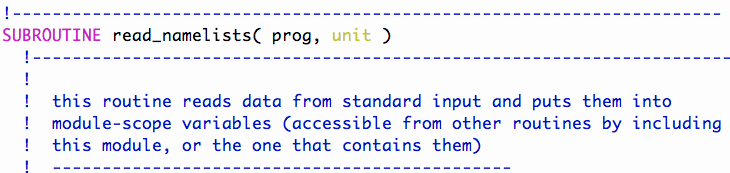 !-----------------------------------------------------------------------
SUBROUTINE read_namelists( prog, unit )
  !-----------------------------------------------------------------------
  !
  !  this routine reads data from standard input and puts them into
  !  module-scope variables (accessible from other routines by including
  !  this module, or the one that contains them)
  !  ----------------------------------------------